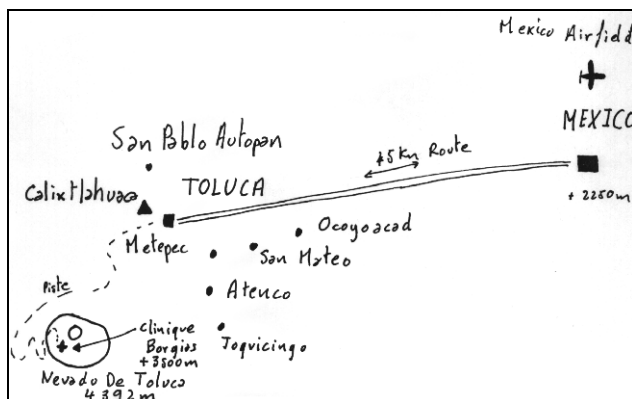 Mexico Airfield
MEXICO
+ 2250m
45 Km Route
San Pablo Autopan
Calixtlahuaca
TOLUCA
Ocoyoacad
Metepec
San Mateo
Piste
Atenco
Clinique
Borgias
+3500m
Joqvicingo
Nevado De Toluca
4392m